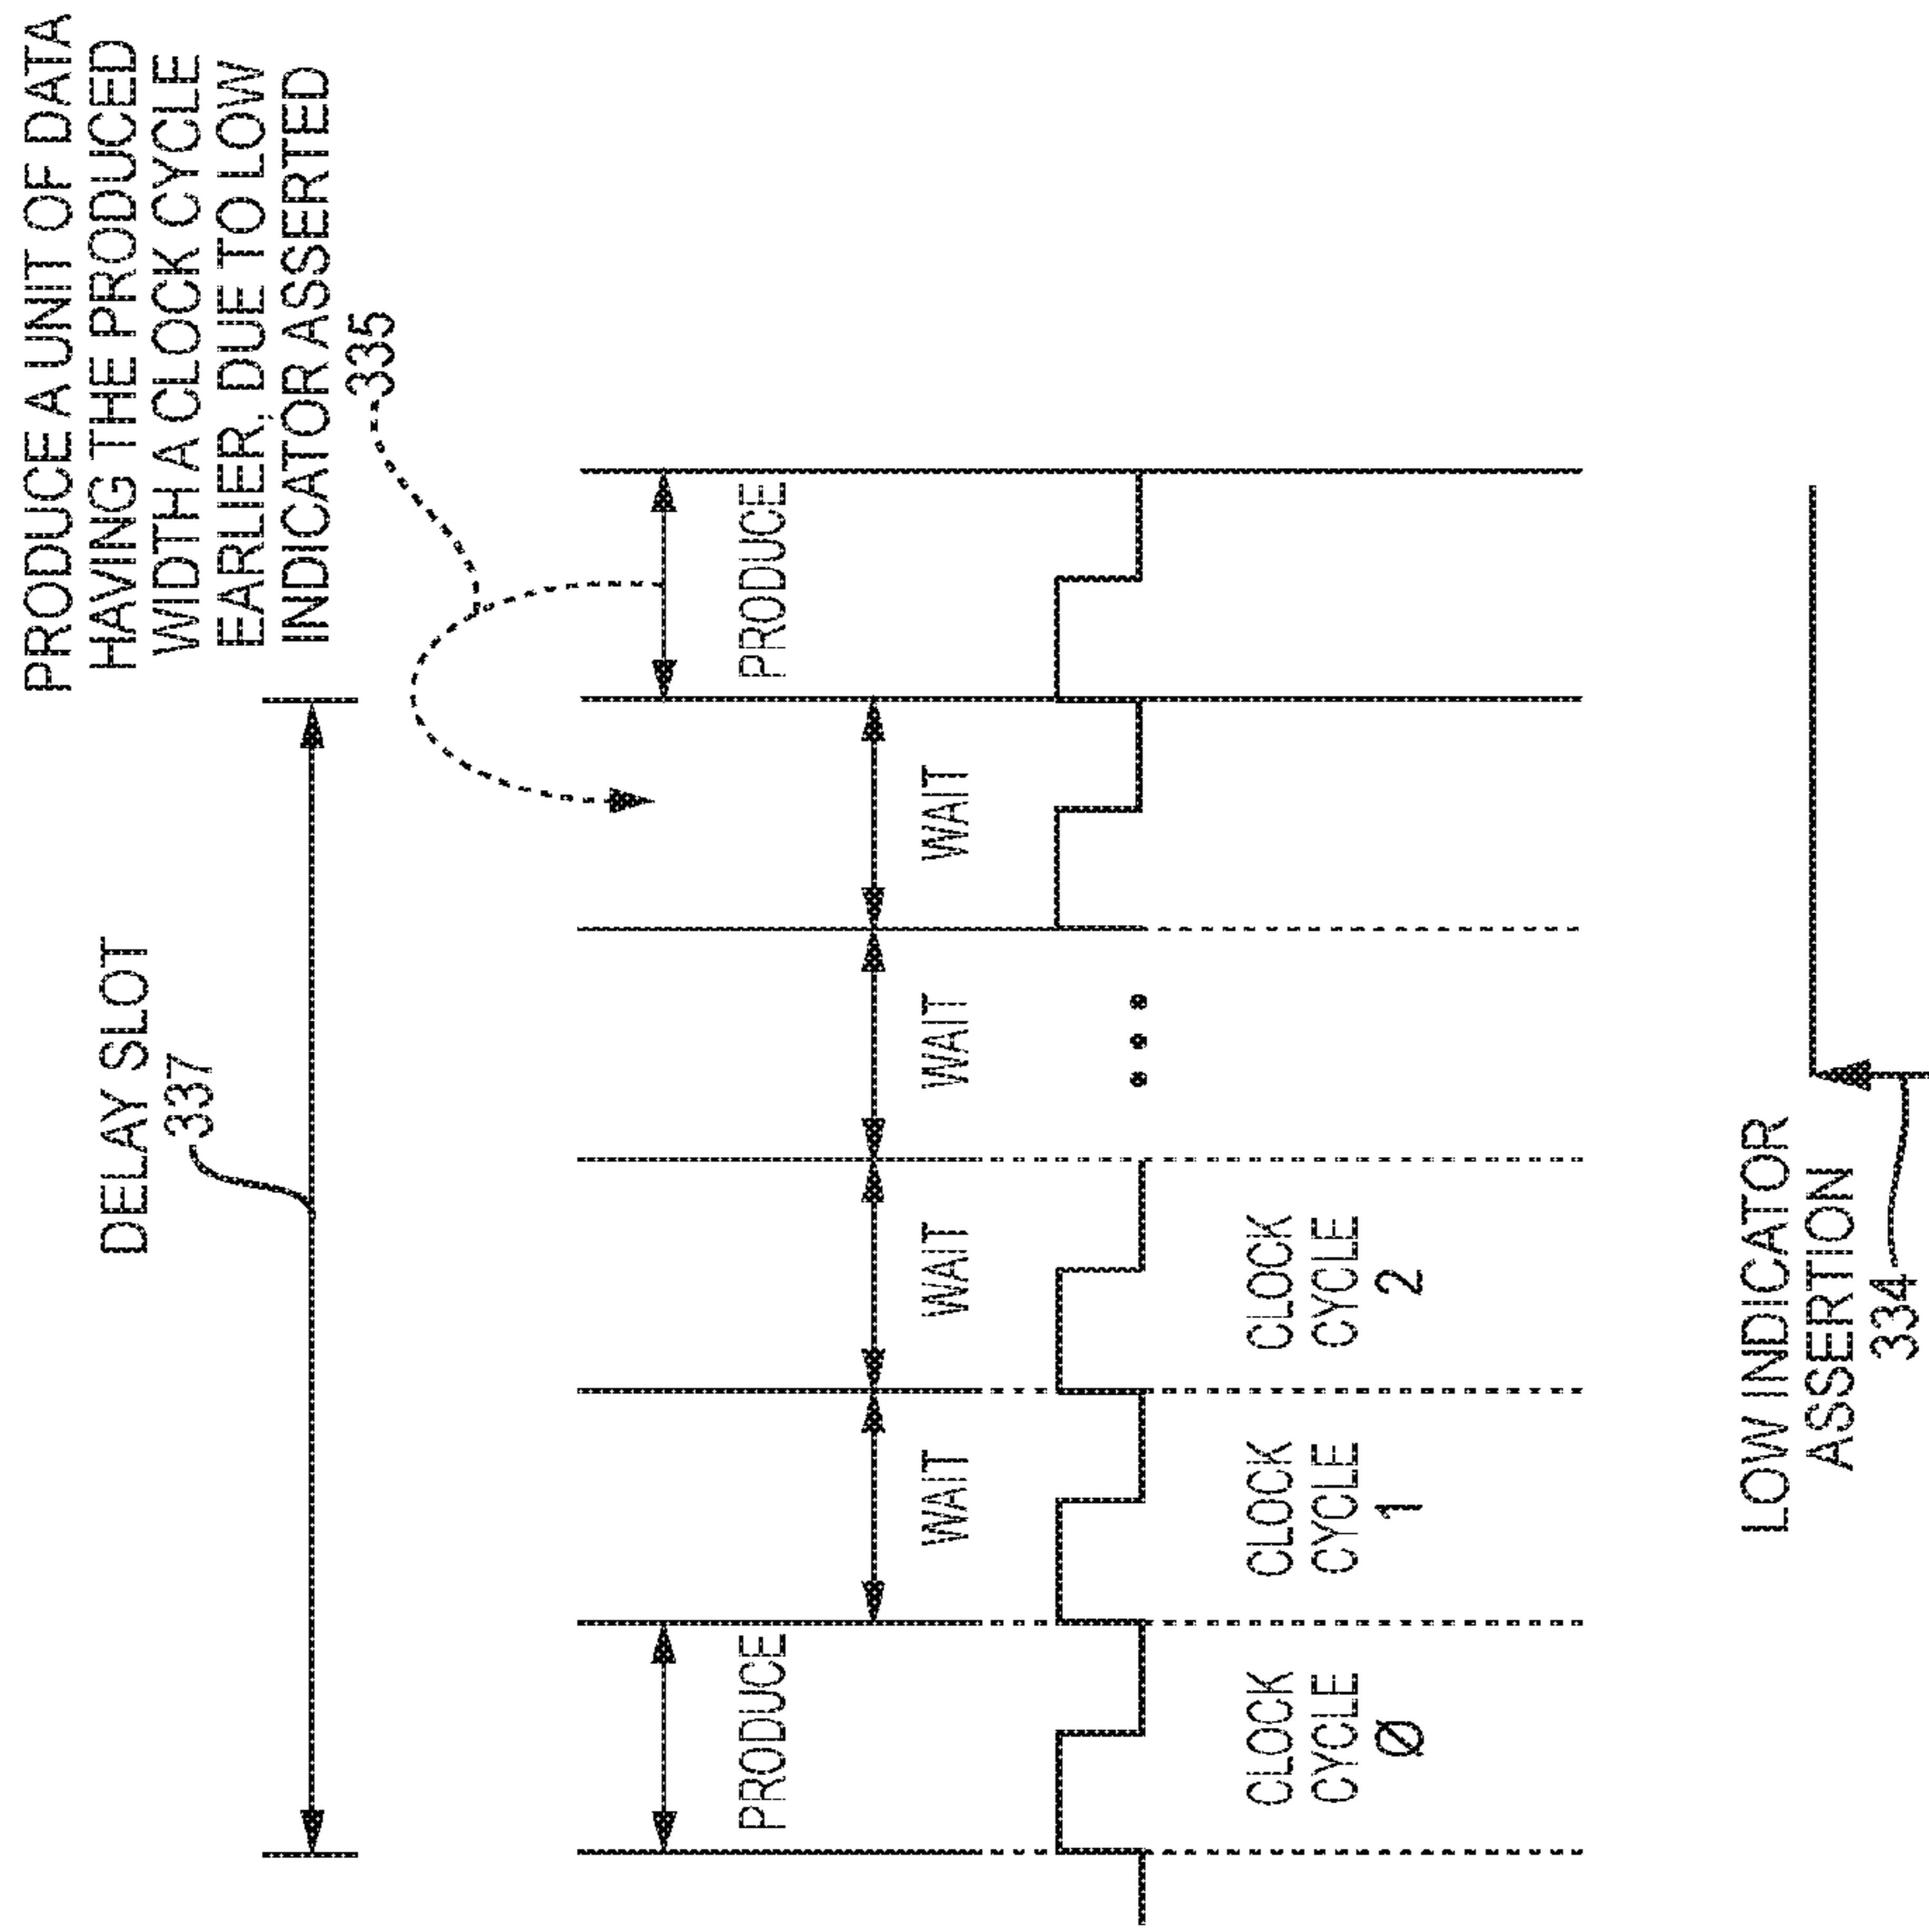 PRODUCE A UNIT OF DATA
HAVING THE PRODUCED
WIDTH A CLOCK CYCLE
EARLIER, DUE TO LOW
INDICATOR ASSERTED
335
DELAY SLOT
337
PRODUCE
PRODUCE
WAIT
WAIT
WAIT
WAIT
CLOCK
CYCLE
Ø
CLOCK
CYCLE
1
CLOCK
CYCLE
2
LOW INDICATOR
ASSERTION
334